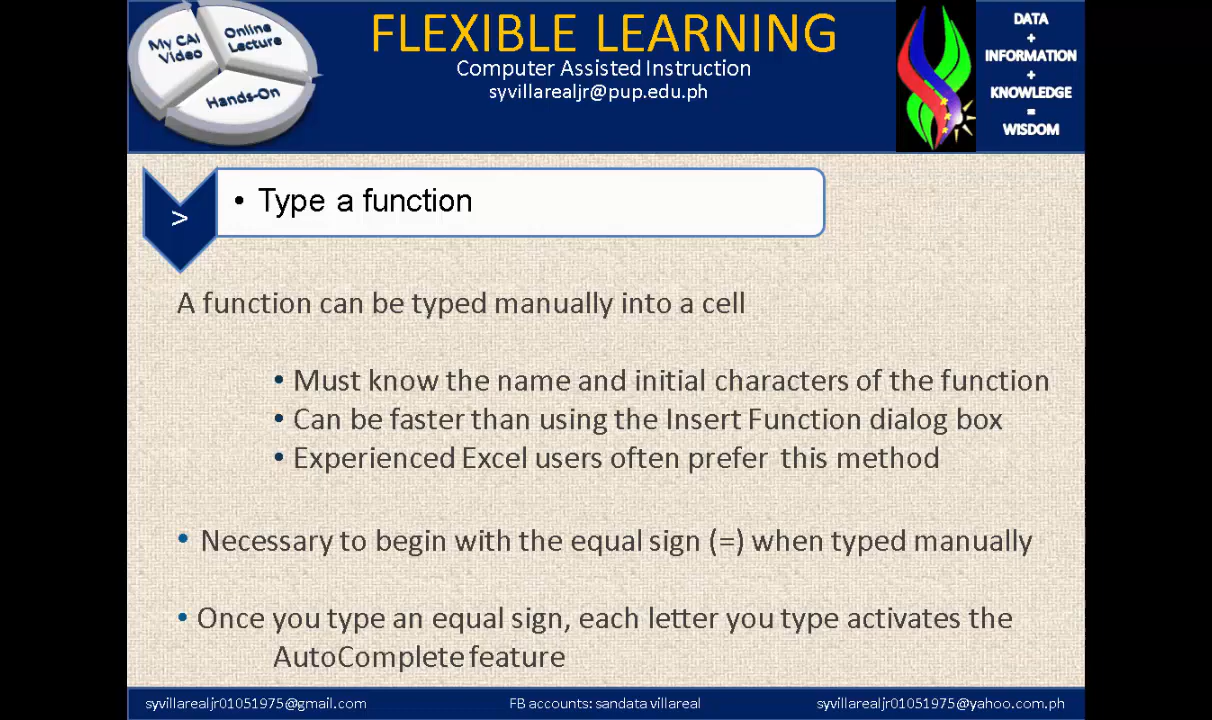 My CAI
Video
Online
Lecture
Hands-On
FLEXIBLE LEARNING
Computer Assisted Instruction
syvillarealjr@pup.edu.ph
DATA
+
INFORMATION
+
KNOWLEDGE
=
WISDOM
>
• Type a function
A function can be typed manually into a cell
• Must know the name and initial characters of the function
• Can be faster than using the Insert Function dialog box
• Experienced Excel users often prefer this method
• Necessary to begin with the equal sign (=) when typed manually
• Once you type an equal sign, each letter you type activates the
AutoComplete feature
syvillarealjr01051975@gmail.com
FB accounts: sandata villareal
syvillarealjr01051975@yahoo.com.ph